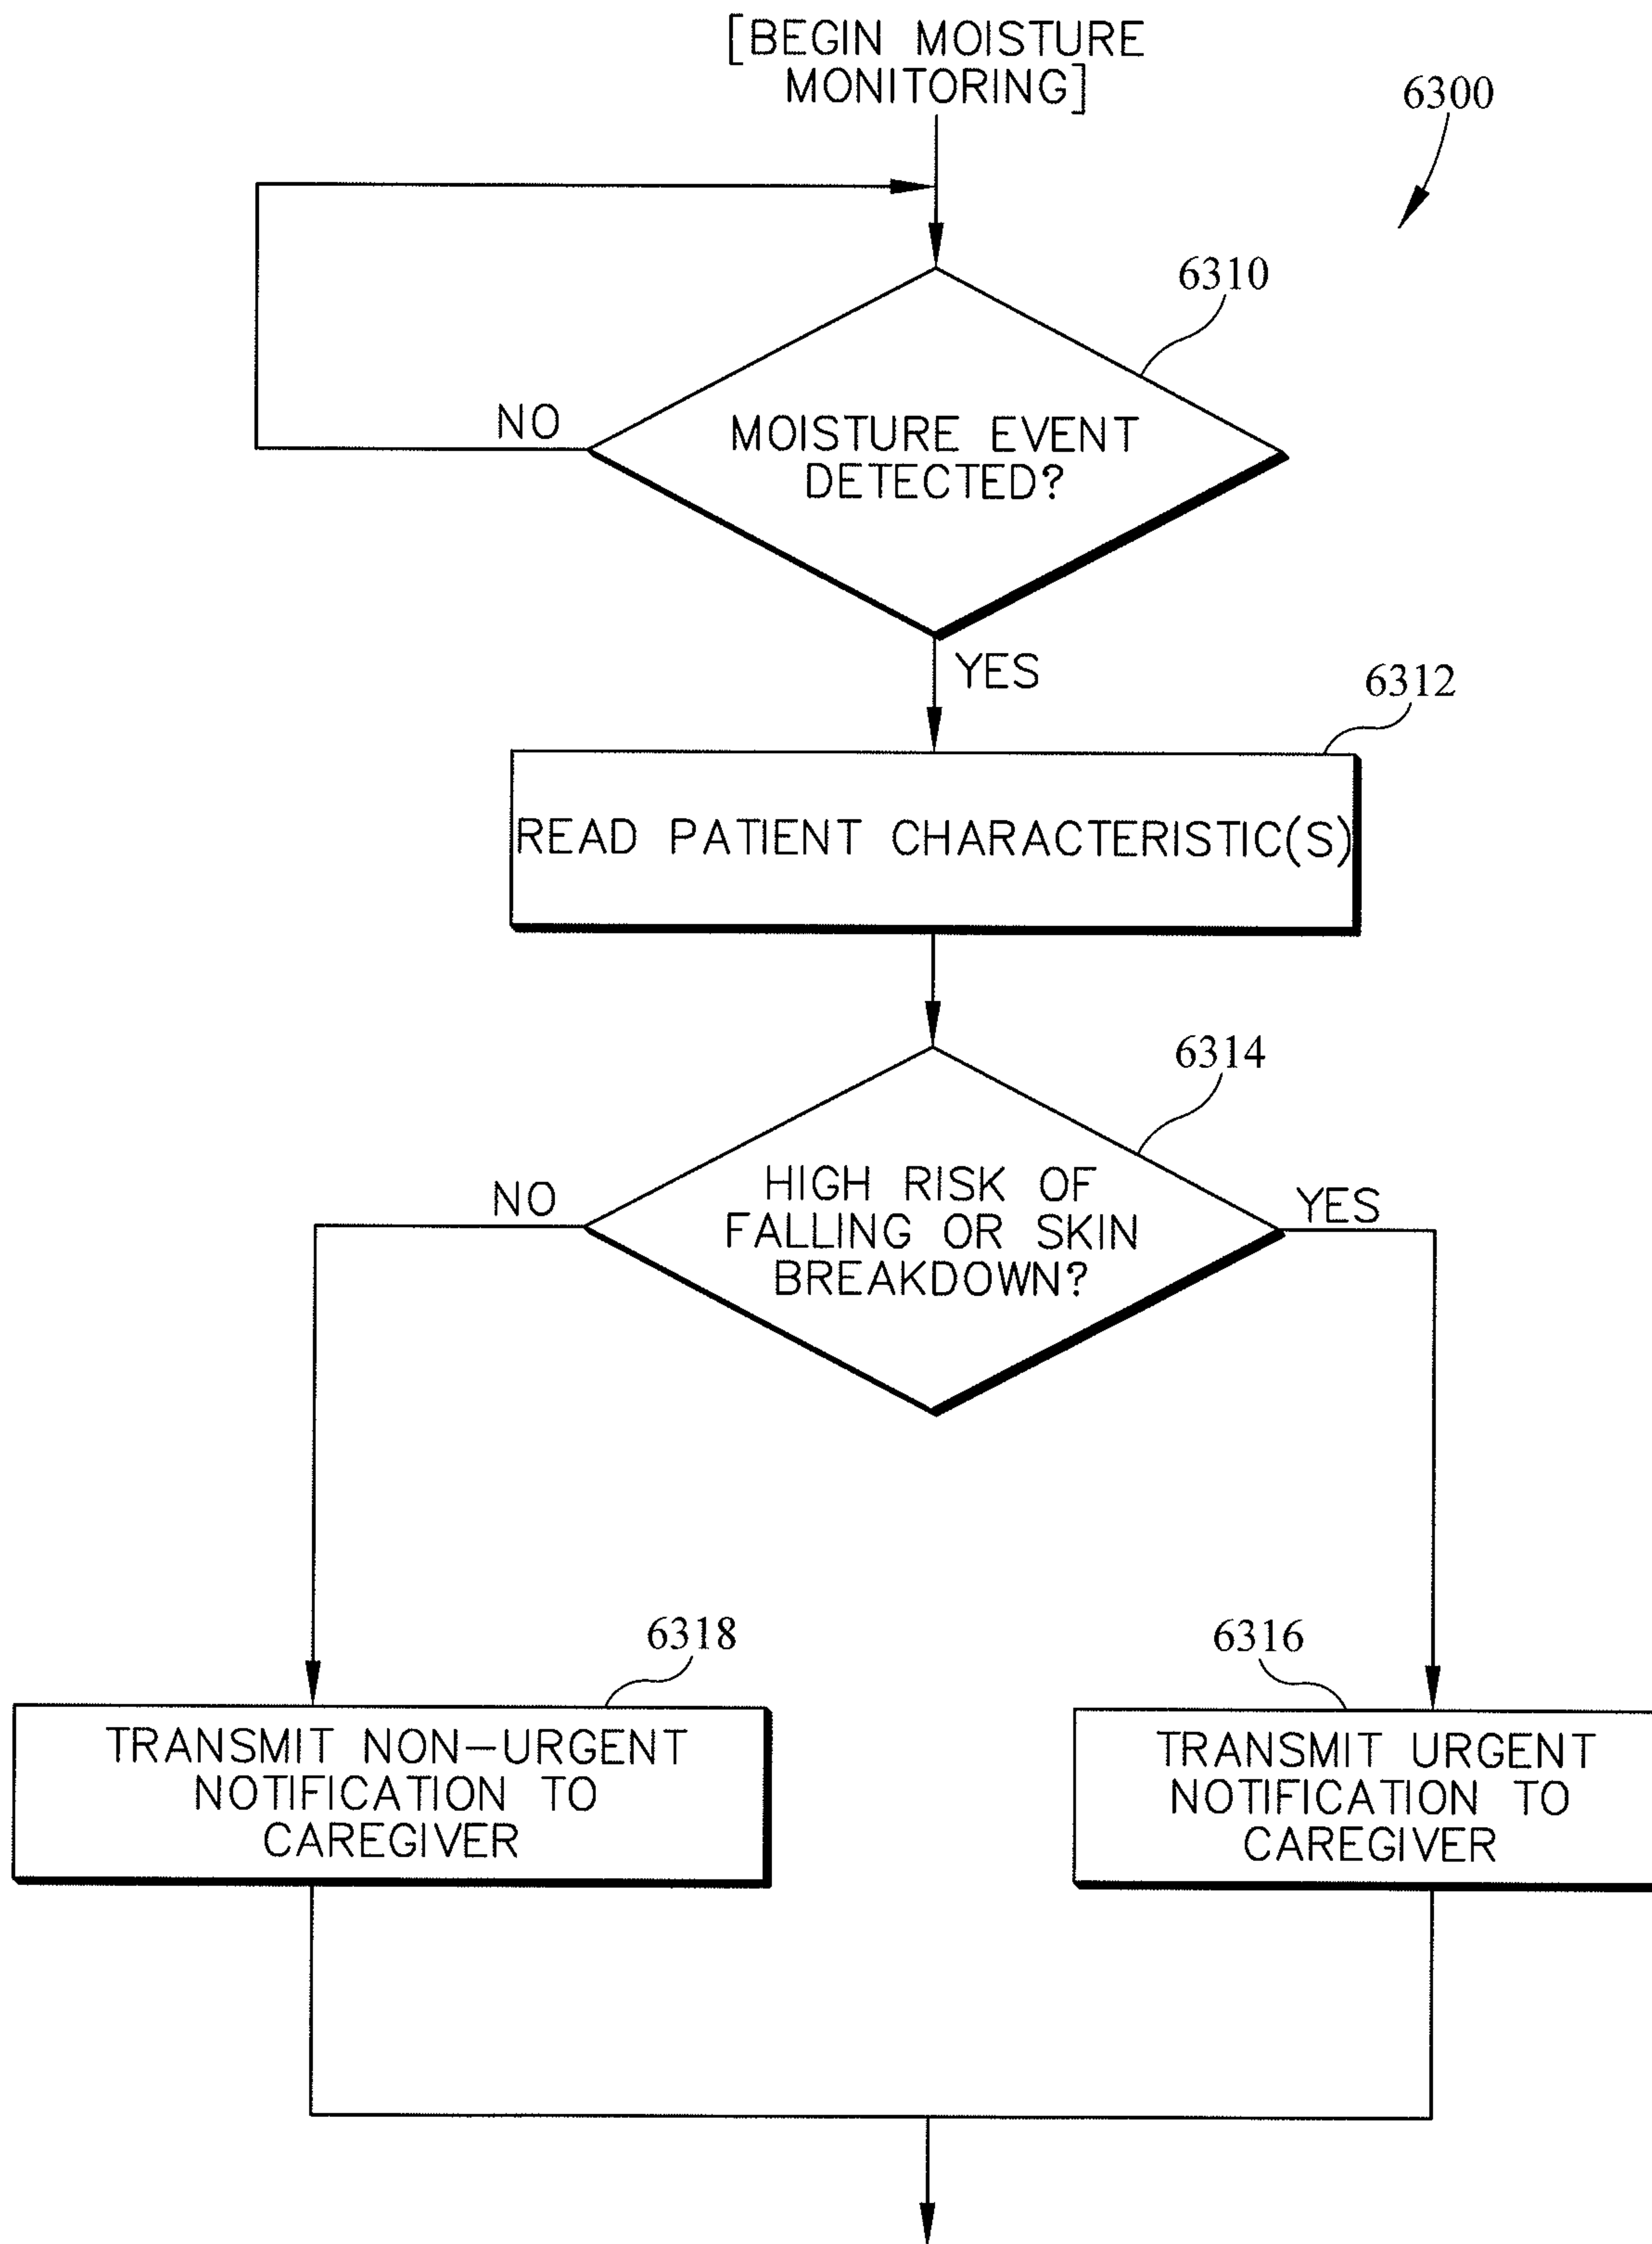 [BEGIN MOISTURE
MONITORING]
6300
6310
NO
MOISTURE EVENT
DETECTED?
YES
6312
READ PATIENT CHARACTERISTIC(S)
6314
NO
HIGH RISK OF
FALLING OR SKIN
BREAKDOWN?
YES
6318
6316
TRANSMIT NON-URGENT
NOTIFICATION TO
CAREGIVER
TRANSMIT URGENT
NOTIFICATION TO
CAREGIVER